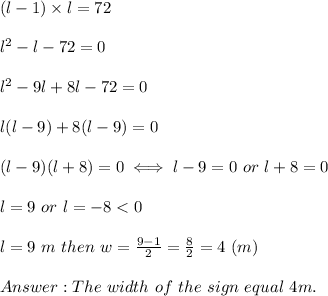 (l − 1) × l = 72
l² − l − 72 = 0
l² − 9l + 8l − 72 = 0
l(l − 9) + 8(l − 9) = 0
(l − 9)(l + 8) = 0 ⟺ l − 9 = 0 or l + 8 = 0
l = 9 or l = −8 < 0
l = 9 m then w = \frac{9−1}{2} = \frac{8}{2} = 4 (m)
Answer : The width of the sign equal 4m.